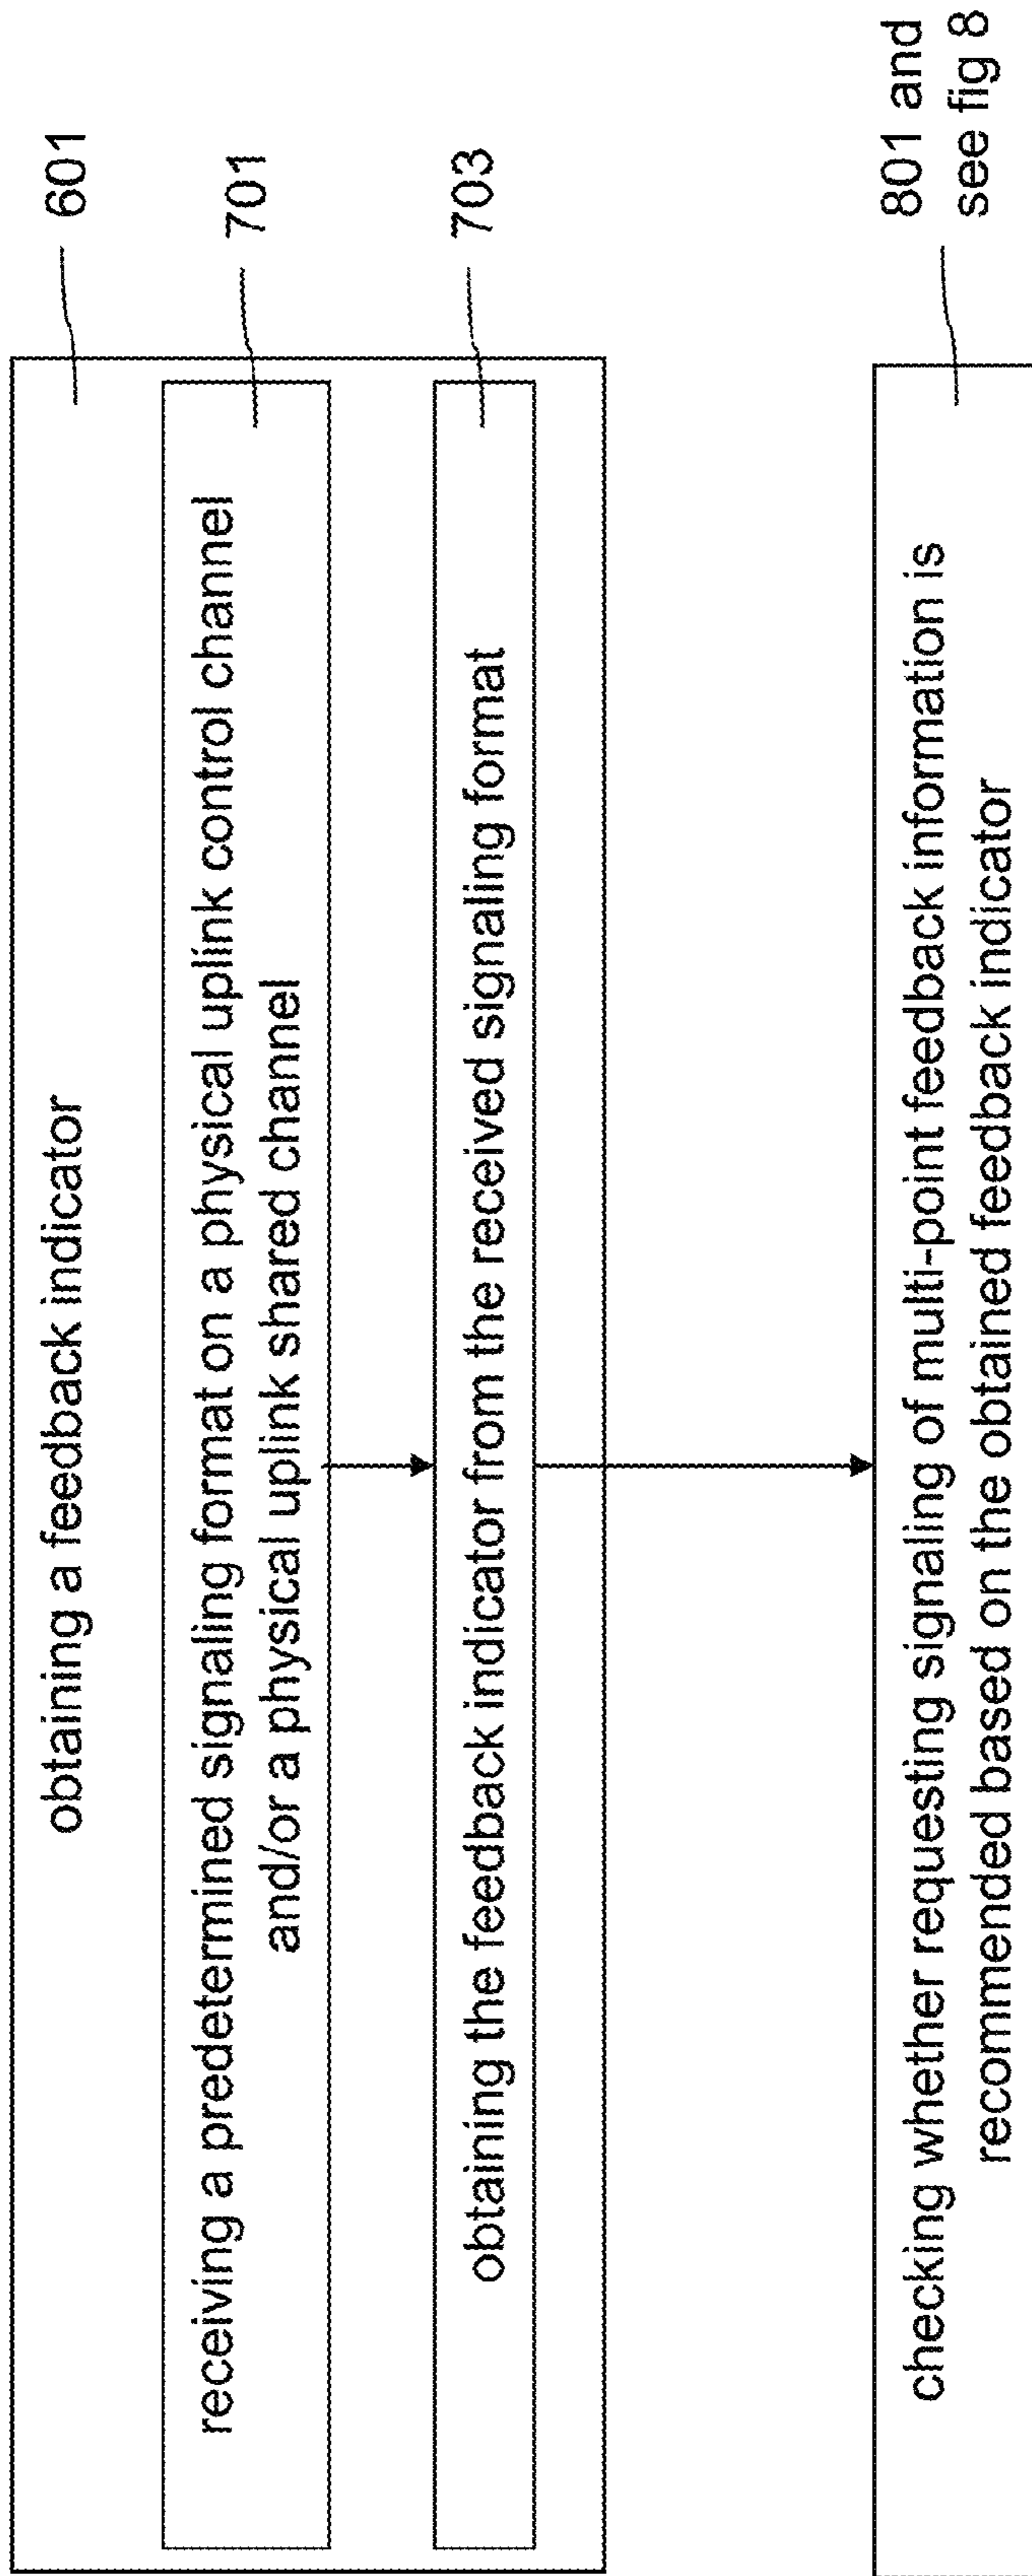 obtaining a feedback indicator
601
receiving a predetermined signaling format on a physical uplink control channel
and/or a physical uplink shared channel
701
obtaining the feedback indicator from the received signaling format
703
checking whether requesting signaling of multi-point feedback information is
recommended based on the obtained feedback indicator
801 and
see fig 8